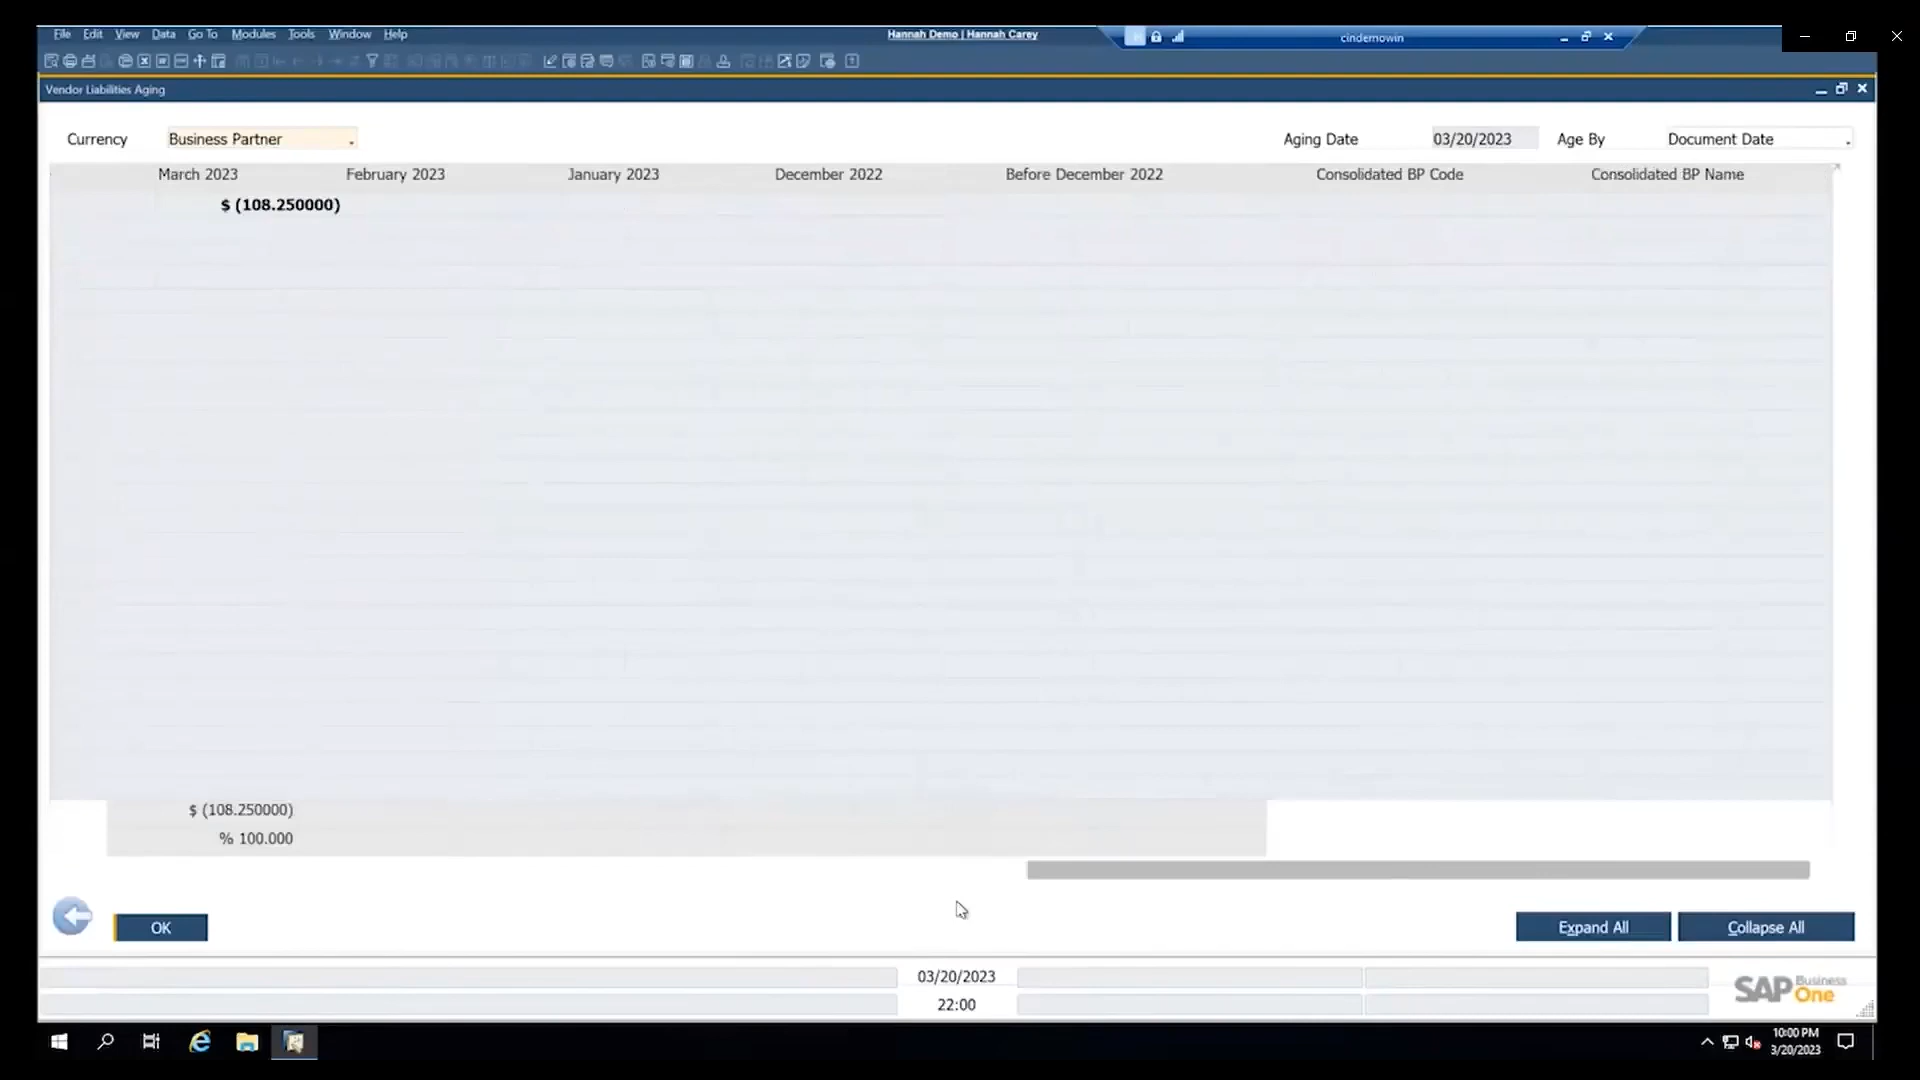 File Edit View Data Go To Modules Tools Window Help
Hannah Demo | Hannah Carey
cindemowin
Vendor Liabilities Aging
Currency Business Partner Aging Date 03/20/2023 Age By Document Date
March 2023 February 2023 January 2023 December 2022 Before December 2022 Consolidated BP Code Consolidated BP Name
$ (108.250000)
$ (108.250000)
% 100.000
OK Expand All Collapse All
03/20/2023
22:00
SAP Business One
10:00 PM
3/20/2023